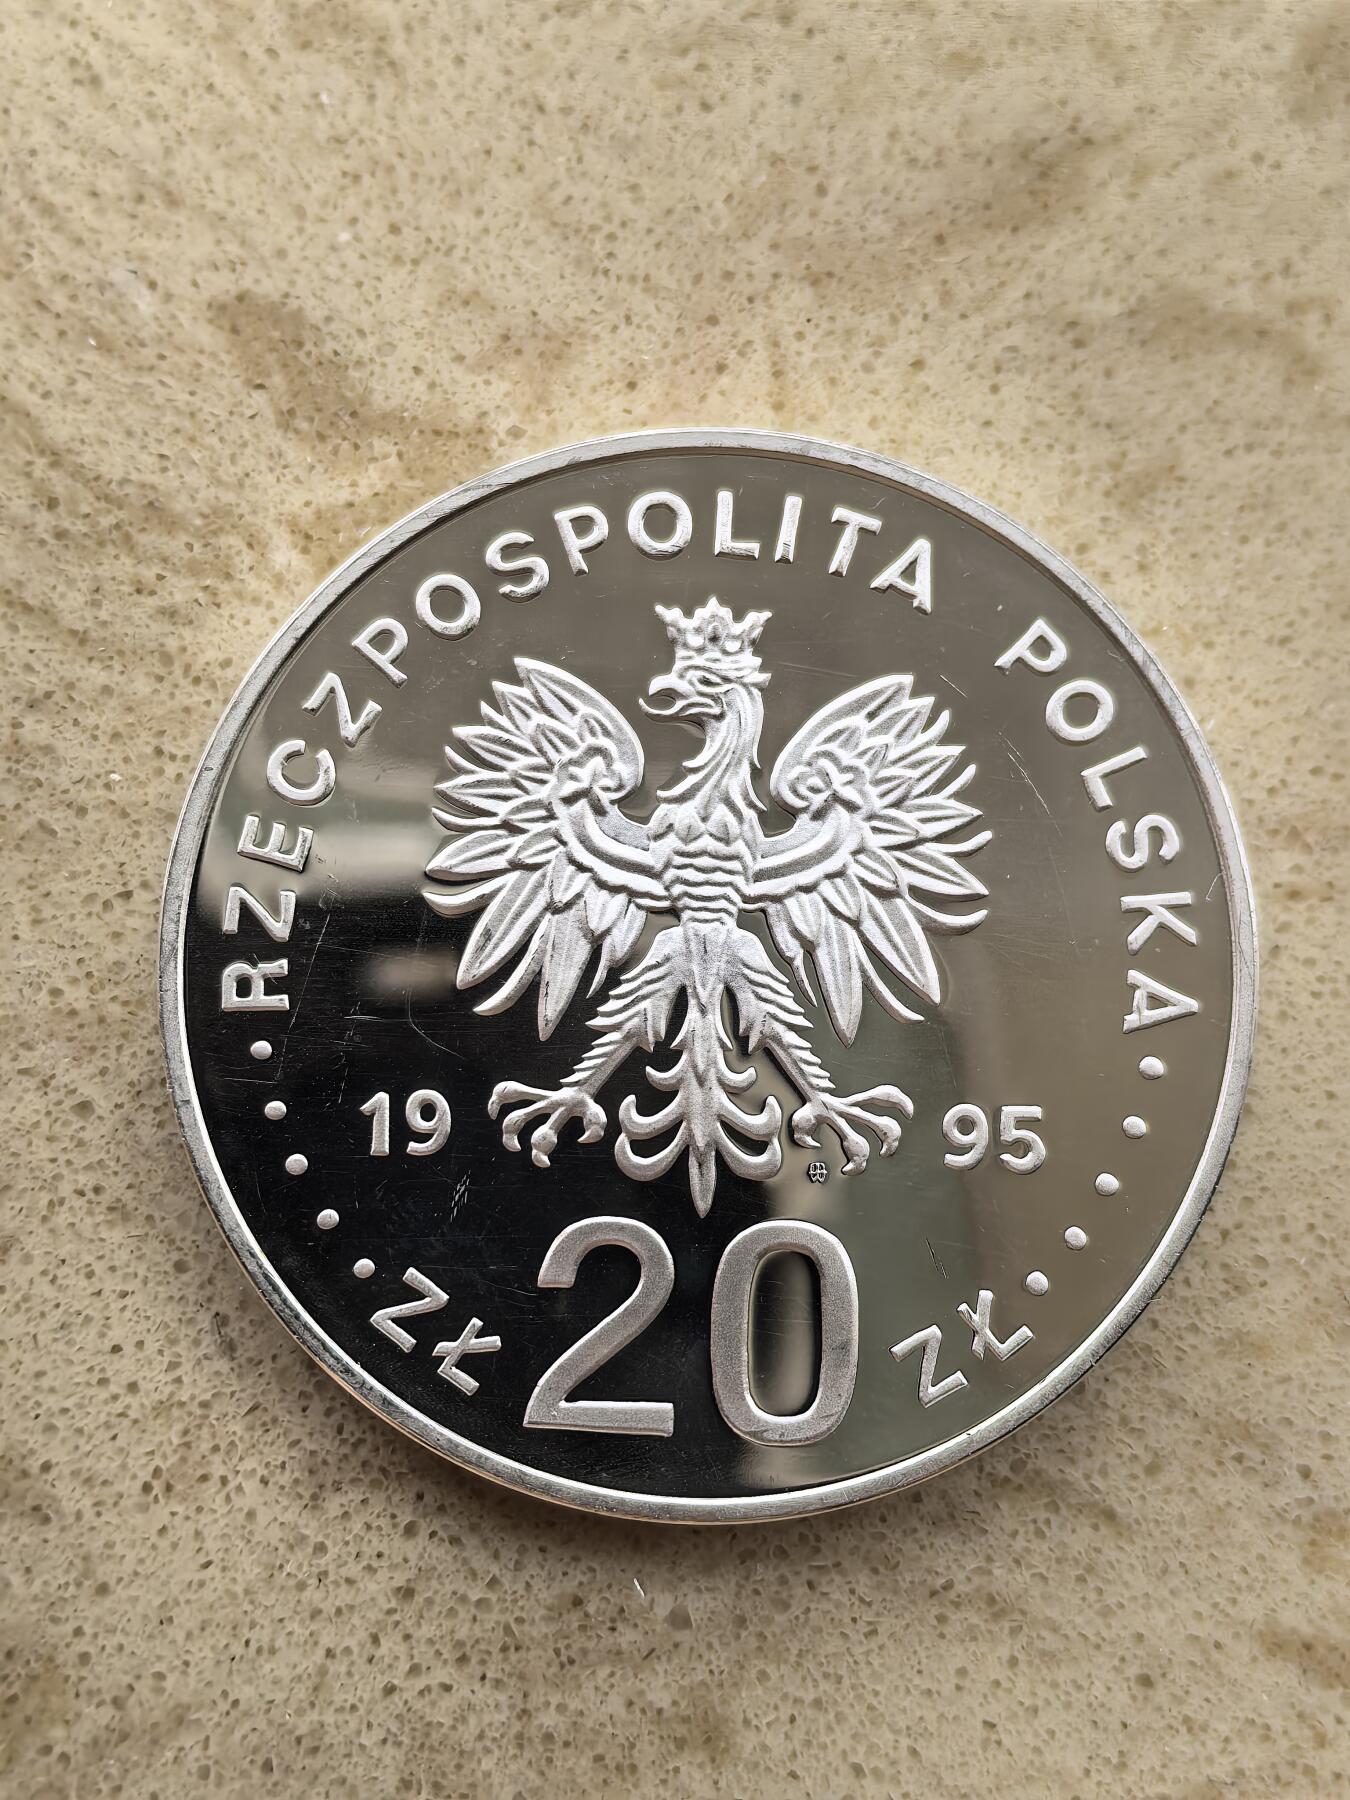 RZECZPOSPOLITA POLSKA
19 95
ZŁ 20 ZŁ